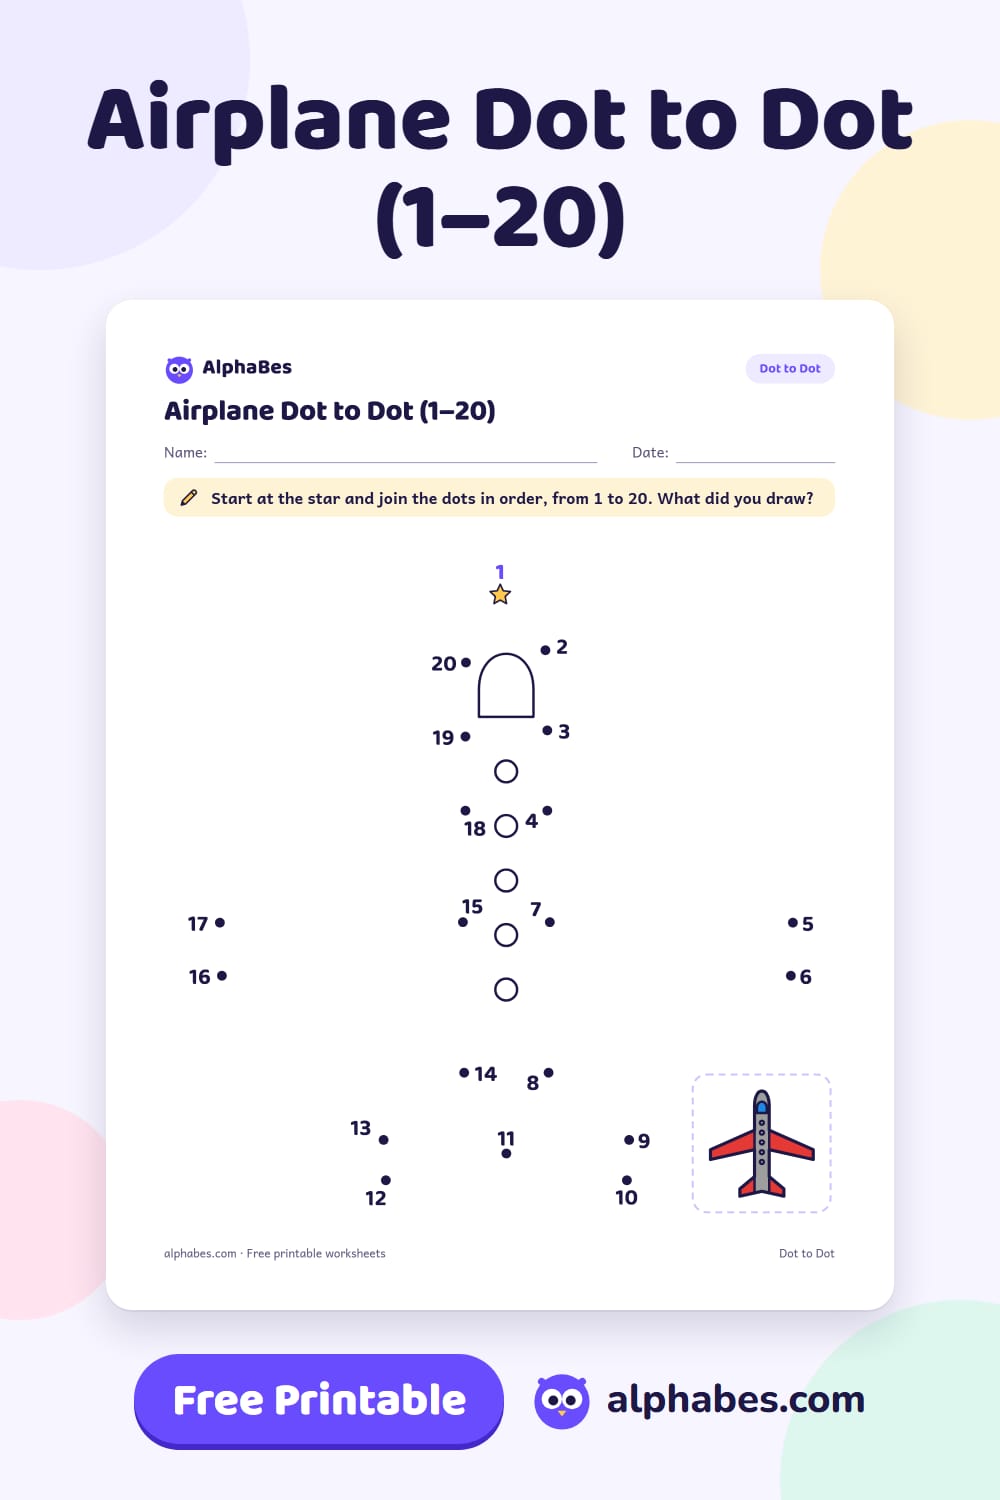 Airplane Dot to Dot
(1–20)
AlphaBes
Dot to Dot
Airplane Dot to Dot (1–20)
Name:
Date:
Start at the star and join the dots in order, from 1 to 20. What did you draw?
1
20
2
19
3
18
4
15
7
17
5
16
6
14
8
13
11
9
12
10
alphabes.com · Free printable worksheets
Dot to Dot
Free Printable
alphabes.com